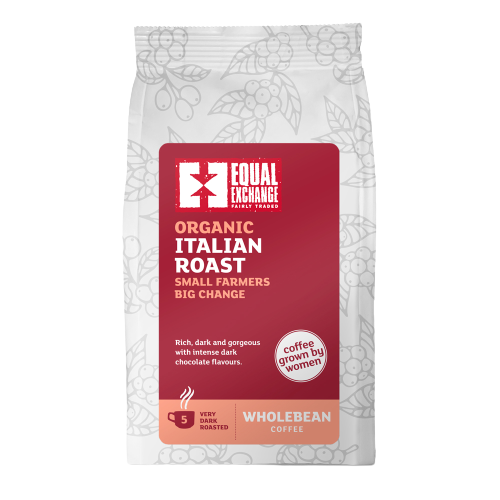 EQUAL
EXCHANGE
FAIRLY TRADED
ORGANIC
ITALIAN
ROAST
SMALL FARMERS
BIG CHANGE
Rich, dark and gorgeous
with intense dark
chocolate flavours.
coffee
grown by
women
5
VERY
DARK
ROASTED
WHOLEBEAN
COFFEE